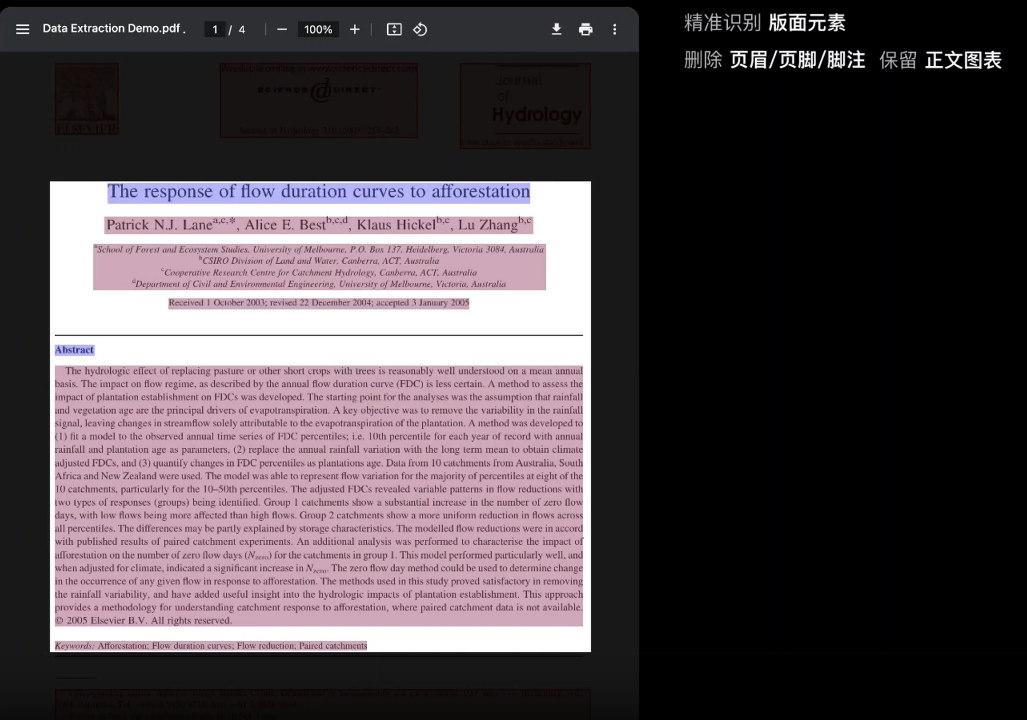 Data Extraction Demo.pdf .
1 / 4
100%
精准识别 版面元素
删除 页眉/页脚/脚注 保留 正文图表
ELSEVIER
Available online at www.sciencedirect.com
SCIENCE @ DIRECT·
Journal
of
Hydrology
The response of flow duration curves to afforestation
Patrick N.J. Lane^a,c,*, Alice E. Best^b,c,d, Klaus Hickel^b,c, Lu Zhang^b,c
^aSchool of Forest and Ecosystem Studies, University of Melbourne, P.O. Box 137, Heidelberg, Victoria 3084, Australia
^bCSIRO Division of Land and Water, Canberra, ACT, Australia
^cCooperative Research Centre for Catchment Hydrology, Canberra, ACT, Australia
^dDepartment of Civil and Environmental Engineering, University of Melbourne, Victoria, Australia
Received 1 October 2003; revised 22 December 2004; accepted 3 January 2005
Abstract
The hydrologic effect of replacing pasture or other short crops with trees is reasonably well understood on a mean annual
basis. The impact on flow regime, as described by the annual flow duration curve (FDC) is less certain. A method to assess the
impact of plantation establishment on FDCs was developed. The starting point for the analyses was the assumption that rainfall
and vegetation age are the principal drivers of evapotranspiration. A key objective was to remove the variability in the rainfall
signal, leaving changes in streamflow solely attributable to the evapotranspiration of the plantation. A method was developed to
(1) fit a model to the observed annual time series of FDC percentiles; i.e. 10th percentile for each year of record with annual
rainfall and plantation age as parameters, (2) replace the annual rainfall variation with the long term mean to obtain climate
adjusted FDCs, and (3) quantify changes in FDC percentiles as plantations age. Data from 10 catchments from Australia, South
Africa and New Zealand were used. The model was able to represent flow variation for the majority of percentiles at eight of the
10 catchments, particularly for the 10–50th percentiles. The adjusted FDCs revealed variable patterns in flow reductions with
two types of responses (groups) being identified. Group 1 catchments show a substantial increase in the number of zero flow
days, with low flows being more affected than high flows. Group 2 catchments show a more uniform reduction in flows across
all percentiles. The differences may be partly explained by storage characteristics. The modelled flow reductions were in accord
with published results of paired catchment experiments. An additional analysis was performed to characterise the impact of
afforestation on the number of zero flow days (N_zero) for the catchments in group 1. This model performed particularly well, and
when adjusted for climate, indicated a significant increase in N_zero. The zero flow day method could be used to determine change
in the occurrence of any given flow in response to afforestation. The methods used in this study proved satisfactory in removing
the rainfall variability, and have added useful insight into the hydrologic impacts of plantation establishment. This approach
provides a methodology for understanding catchment response to afforestation, where paired catchment data is not available.
© 2005 Elsevier B.V. All rights reserved.
Keywords: Afforestation; Flow duration curves; Flow reduction; Paired catchments